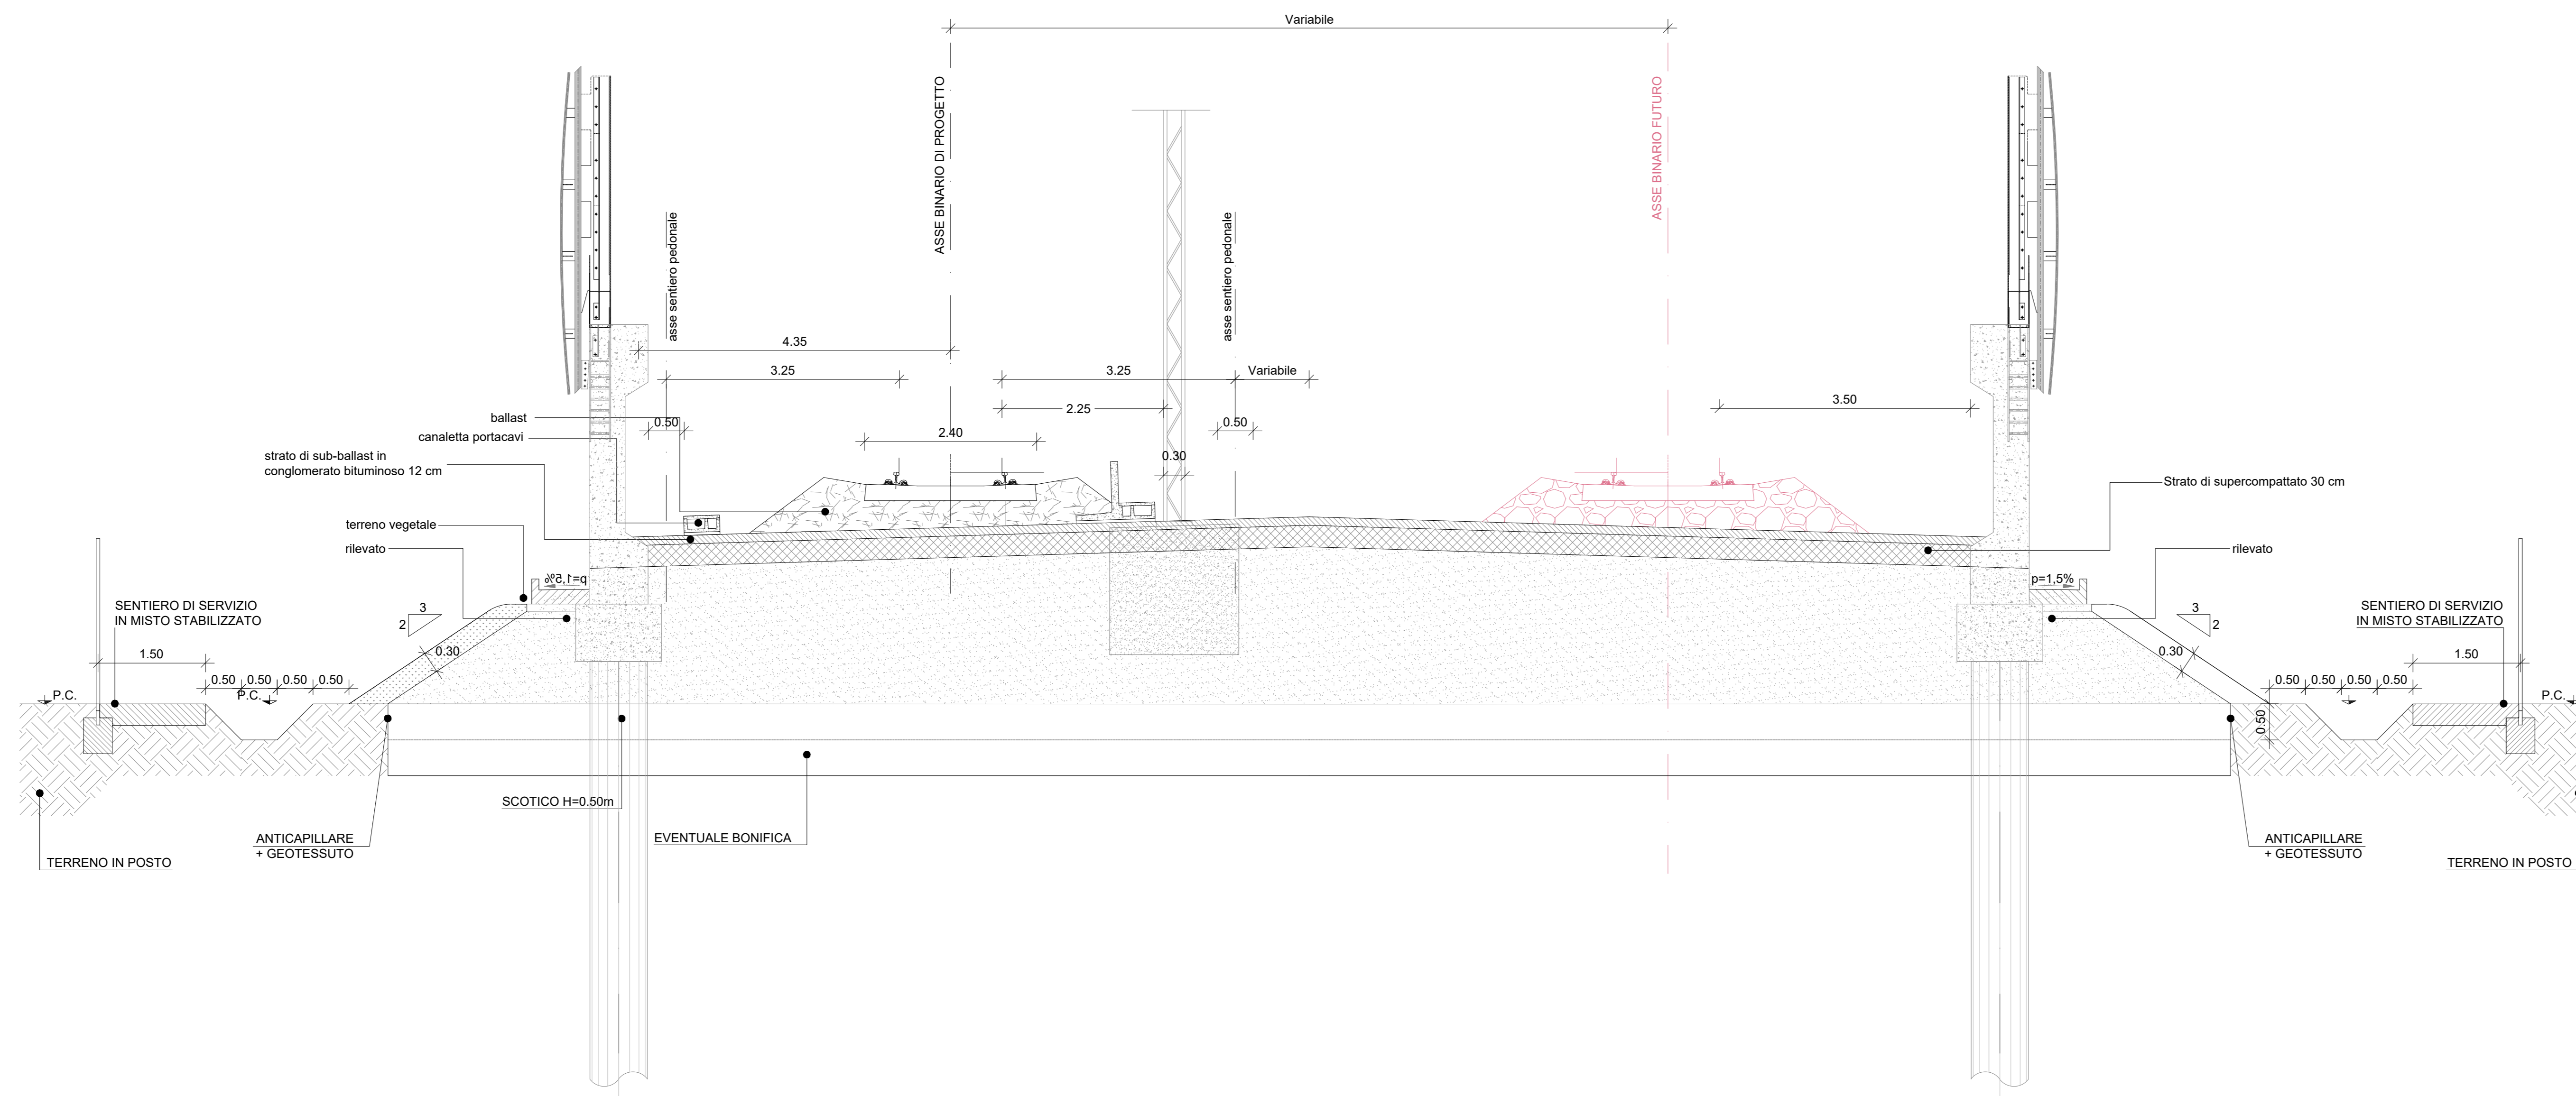 Variabile
ASSE BINARIO DI PROGETTO
ASSE BINARIO FUTURO
asse sentiero pedonale
asse sentiero pedonale
4.35
3.25
3.25
Variabile
2.25
3.50
ballast
0.50
0.50
canaletta portacavi
2.40
strato di sub-ballast in
conglomerato bituminoso 12 cm
0.30
Strato di supercompattato 30 cm
terreno vegetale
rilevato
rilevato
p=1,5%
p=1,5%
SENTIERO DI SERVIZIO
IN MISTO STABILIZZATO
3
2
3
2
SENTIERO DI SERVIZIO
IN MISTO STABILIZZATO
1.50
0.30
0.30
1.50
0.50
0.50
0.50
0.50
0.50
0.50
0.50
0.50
P.C.
P.C.
P.C.
0.50
SCOTICO H=0.50m
EVENTUALE BONIFICA
ANTICAPILLARE
+ GEOTESSUTO
ANTICAPILLARE
+ GEOTESSUTO
TERRENO IN POSTO
TERRENO IN POSTO